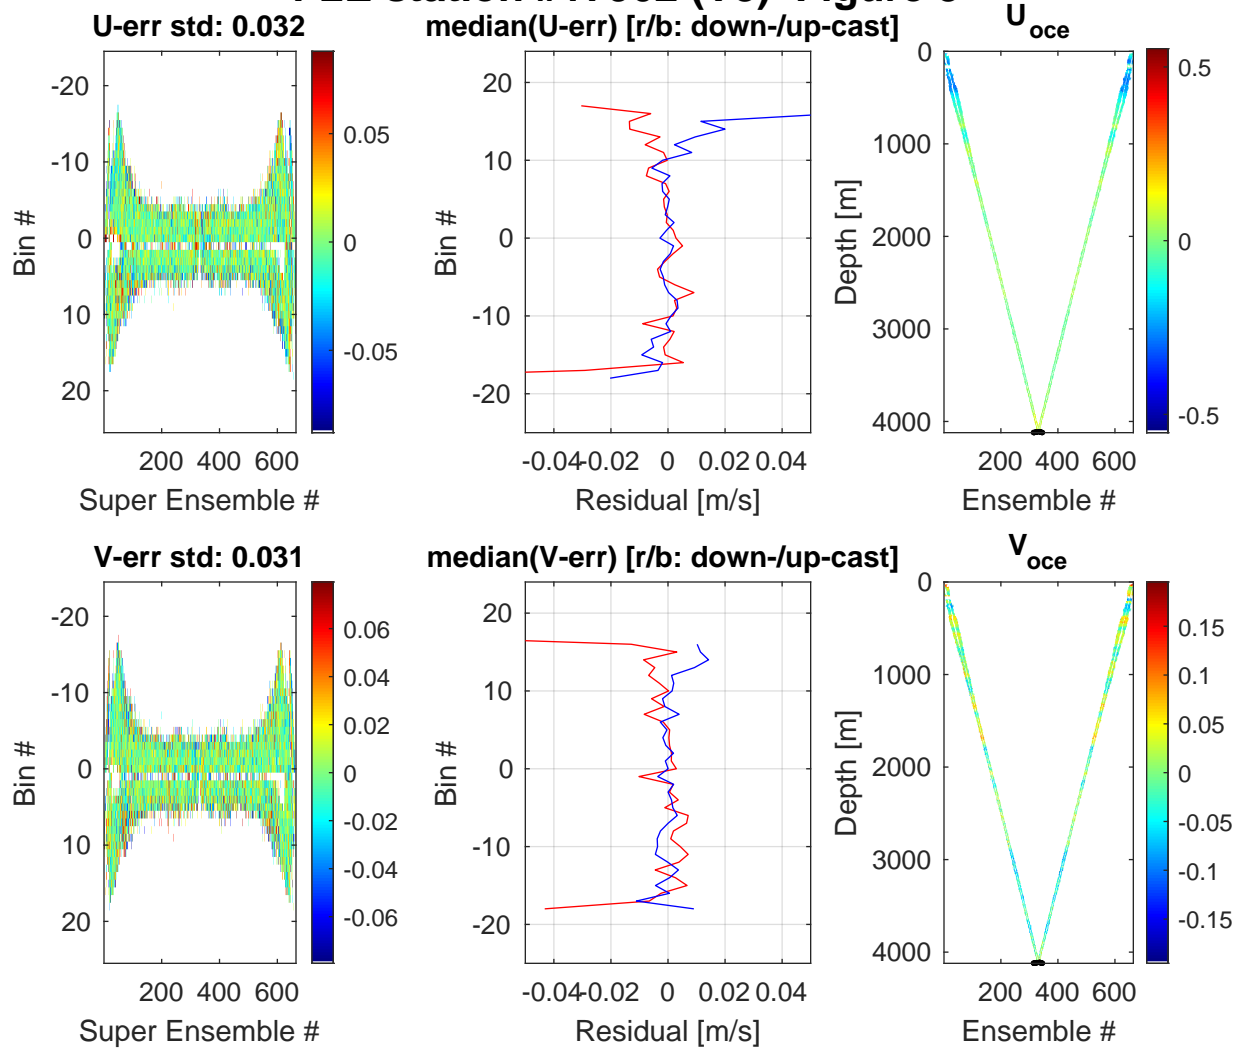 U-err std: 0.032
median(U-err) [r/b: down-/up-cast]
U_oce
-20
-10
0
10
20
Bin #
200 400 600
Super Ensemble #
0.05
0
-0.05
20
10
0
-10
-20
Bin #
-0.04 -0.02 0 0.02 0.04
Residual [m/s]
0
1000
2000
3000
4000
Depth [m]
200 400 600
Ensemble #
0.5
0
-0.5
V-err std: 0.031
median(V-err) [r/b: down-/up-cast]
V_oce
-20
-10
0
10
20
Bin #
200 400 600
Super Ensemble #
0.06
0.04
0.02
0
-0.02
-0.04
-0.06
20
10
0
-10
-20
Bin #
-0.04 -0.02 0 0.02 0.04
Residual [m/s]
0
1000
2000
3000
4000
Depth [m]
200 400 600
Ensemble #
0.15
0.1
0.05
0
-0.05
-0.1
-0.15